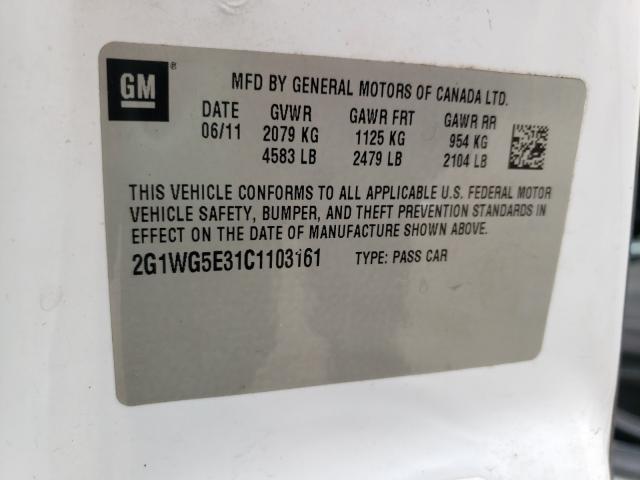 GM®
MFD BY GENERAL MOTORS OF CANADA LTD.
DATE GVWR GAWR FRT GAWR RR
06/11 2079 KG 1125 KG 954 KG
4583 LB 2479 LB 2104 LB
THIS VEHICLE CONFORMS TO ALL APPLICABLE U.S. FEDERAL MOTOR
VEHICLE SAFETY, BUMPER, AND THEFT PREVENTION STANDARDS IN
EFFECT ON THE DATE OF MANUFACTURE SHOWN ABOVE.
2G1WG5E31C1103161 TYPE: PASS CAR